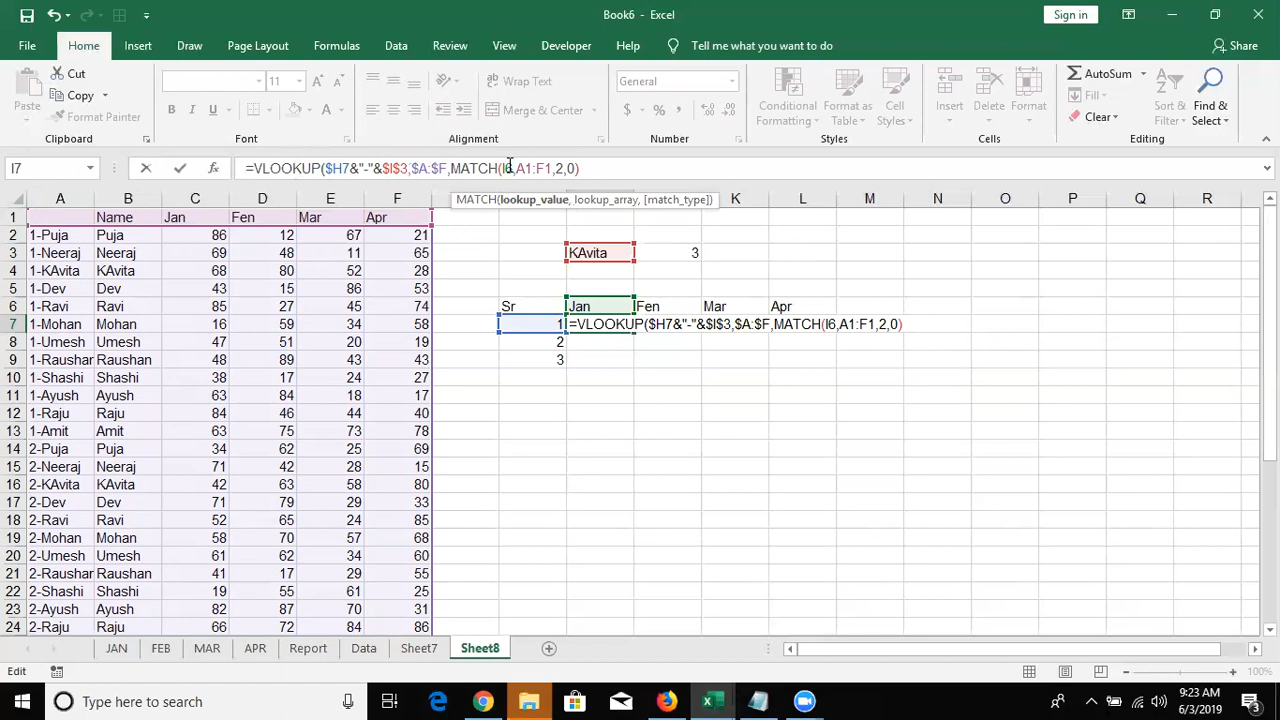 Book6 - Excel
Sign in
File Home Insert Draw Page Layout Formulas Data Review View Developer Help Tell me what you want to do Share
Cut
Copy
Format Painter
Paste
Clipboard
11
B I U
Font
Wrap Text
Merge & Center
Alignment
General
$ % ,
Number
Conditional Formatting
Format as Table
Cell Styles
Styles
Insert Delete Format
Cells
AutoSum
Fill
Clear
Sort & Filter
Find & Select
Editing
I7 fx =VLOOKUP($H7&"-"&$I$3,$A:$F,MATCH(I6,A1:F1,2,0)
MATCH(lookup_value, lookup_array, [match_type])
A B C D E F K L M N O P Q R
1 Name Jan Fen Mar Apr
2 1-Puja Puja 86 12 67 21
3 1-Neeraj Neeraj 69 48 11 65 KAvita 3
4 1-KAvita KAvita 68 80 52 28
5 1-Dev Dev 43 15 86 53
6 1-Ravi Ravi 85 27 45 74 Sr Jan Fen Mar Apr
7 1-Mohan Mohan 16 59 34 58 1 =VLOOKUP($H7&"-"&$I$3,$A:$F,MATCH(I6,A1:F1,2,0)
8 1-Umesh Umesh 47 51 20 19 2
9 1-Raushar Raushan 48 89 43 43 3
10 1-Shashi Shashi 38 17 24 27
11 1-Ayush Ayush 63 84 18 17
12 1-Raju Raju 84 46 44 40
13 1-Amit Amit 63 75 73 78
14 2-Puja Puja 34 62 25 69
15 2-Neeraj Neeraj 71 42 28 15
16 2-KAvita KAvita 42 63 58 80
17 2-Dev Dev 71 79 29 33
18 2-Ravi Ravi 52 65 24 85
19 2-Mohan Mohan 58 70 57 68
20 2-Umesh Umesh 61 62 34 60
21 2-Raushar Raushan 41 17 29 55
22 2-Shashi Shashi 19 55 61 25
23 2-Ayush Ayush 82 87 70 31
24 2-Raju Raju 66 72 84 86
JAN FEB MAR APR Report Data Sheet7 Sheet8
Edit
100%
Type here to search
9:23 AM
6/3/2019
3